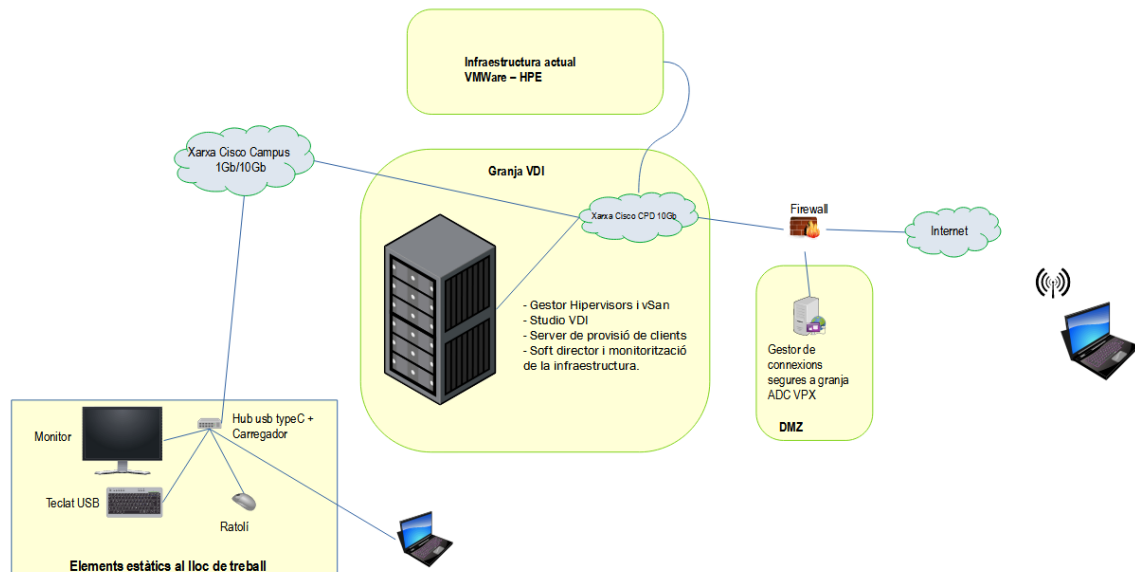 Infraestructura actual
VMWare – HPE
Xarxa Cisco Campus
1Gb/10Gb
Granja VDI
Xarxa Cisco CPD 10Gb
Firewall
Internet
- Gestor Hipervisors i vSan
- Studio VDI
- Server de provisió de clients
- Soft director i monitorització
de la infraestructura.
Gestor de
connexions
segures a granja
ADC VPX
DMZ
Hub usb typeC +
Carregador
Monitor
Teclat USB
Ratolí
Elements estàtics al lloc de treball